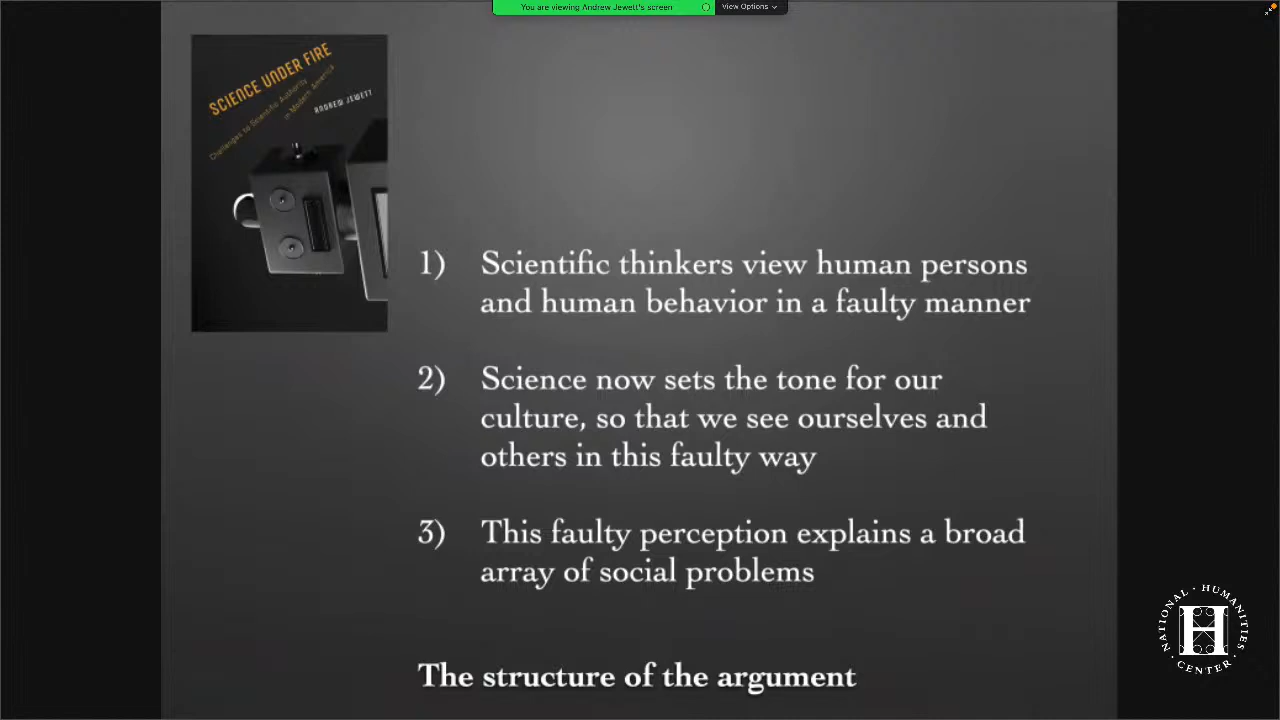 You are viewing Andrew Jewett's screen
View Options
SCIENCE UNDER FIRE
Challenges to Scientific Authority
in Modern America
ANDREW JEWETT
1) Scientific thinkers view human persons
and human behavior in a faulty manner
2) Science now sets the tone for our
culture, so that we see ourselves and
others in this faulty way
3) This faulty perception explains a broad
array of social problems
The structure of the argument
NATIONAL · HUMANITIES · CENTER ·
H